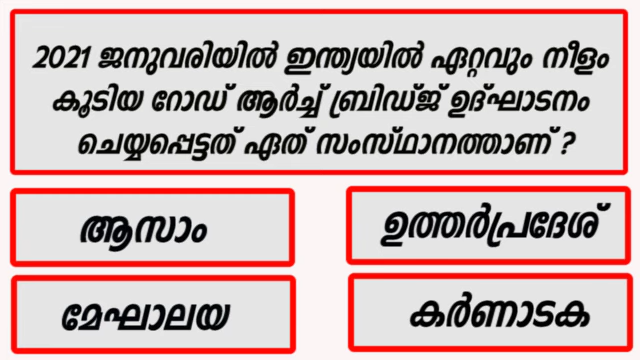 2021 ജനുവരിയിൽ ഇന്ത്യയിൽ ഏറ്റവും നീളം
കൂടിയ റോഡ് ആർച്ച് ബ്രിഡ്ജ് ഉദ്ഘാടനം
ചെയ്യപ്പെട്ടത് ഏത് സംസ്ഥാനത്താണ് ?
ആസാം
ഉത്തർപ്രദേശ്
മേഘാലയ
കർണാടക